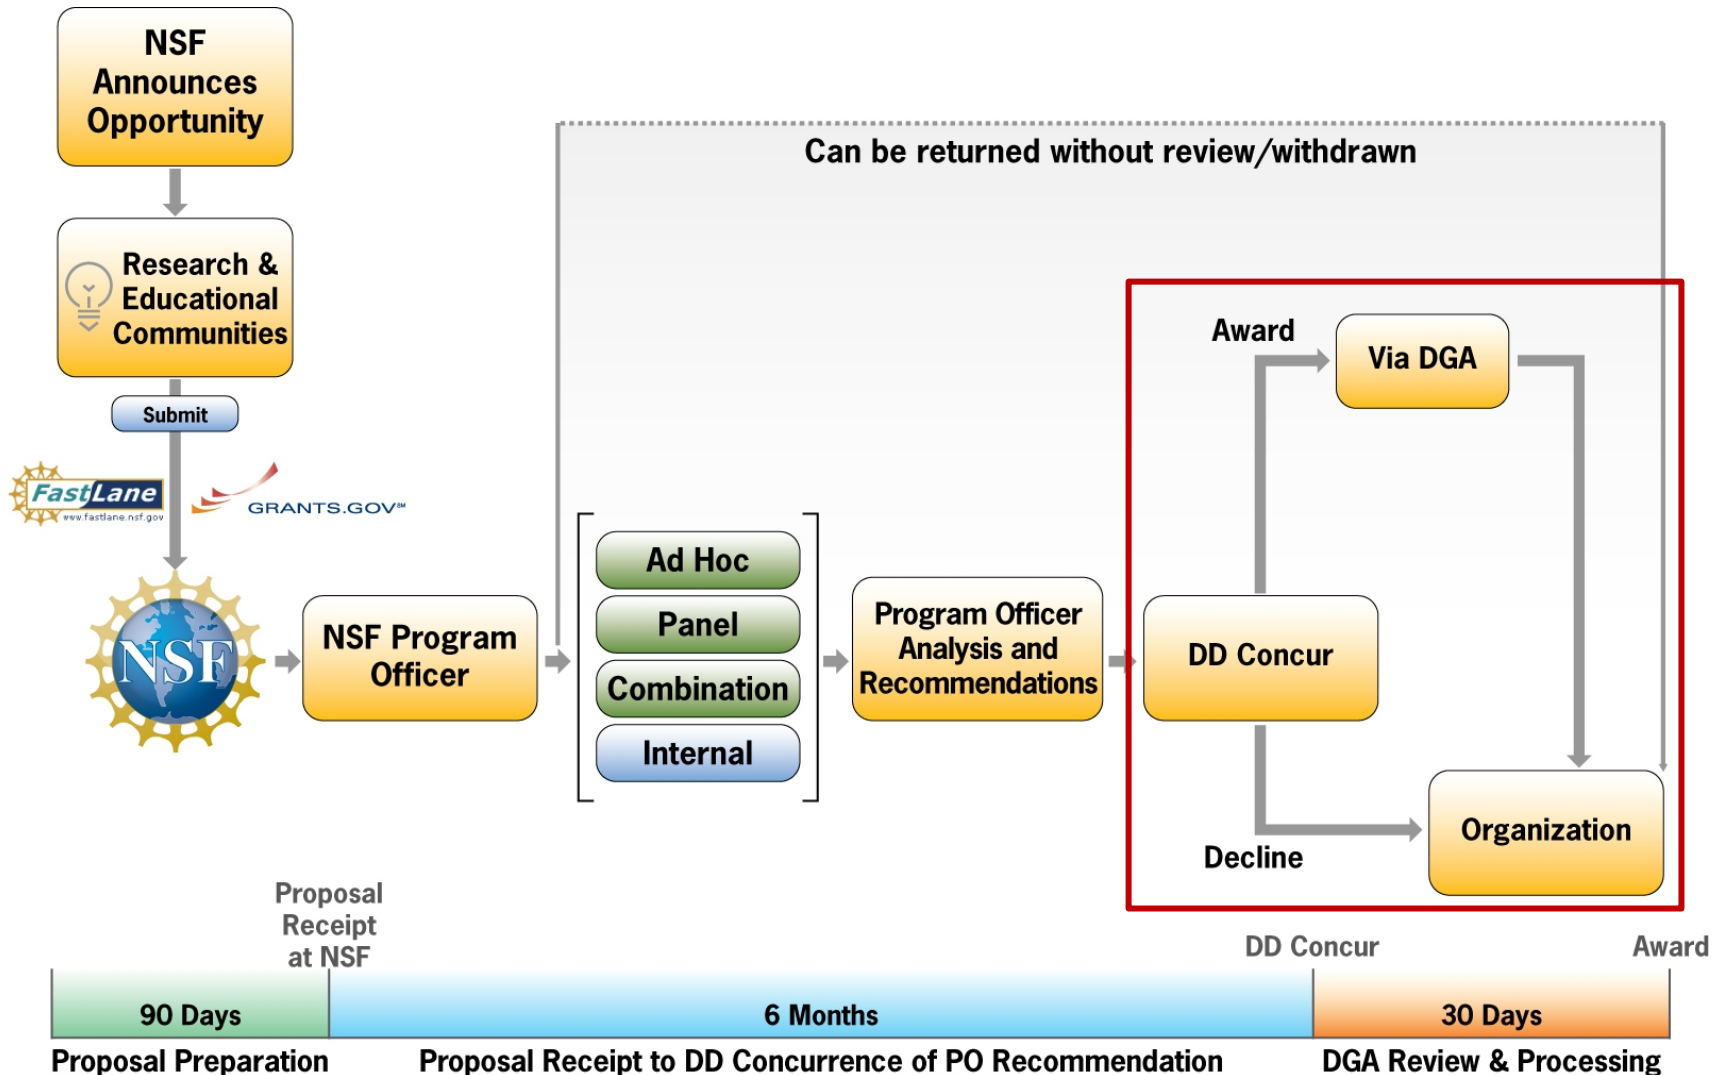 NSF
Announces
Opportunity
Can be returned without review/withdrawn
Research &
Educational
Communities
Submit
FastLane
www.fastlane.nsf.gov
GRANTS.GOV℠
NSF
NSF Program
Officer
Ad Hoc
Panel
Combination
Internal
Program Officer
Analysis and
Recommendations
DD Concur
Award
Via DGA
Decline
Organization
Proposal
Receipt
at NSF
DD Concur
Award
90 Days
6 Months
30 Days
Proposal Preparation
Proposal Receipt to DD Concurrence of PO Recommendation
DGA Review & Processing